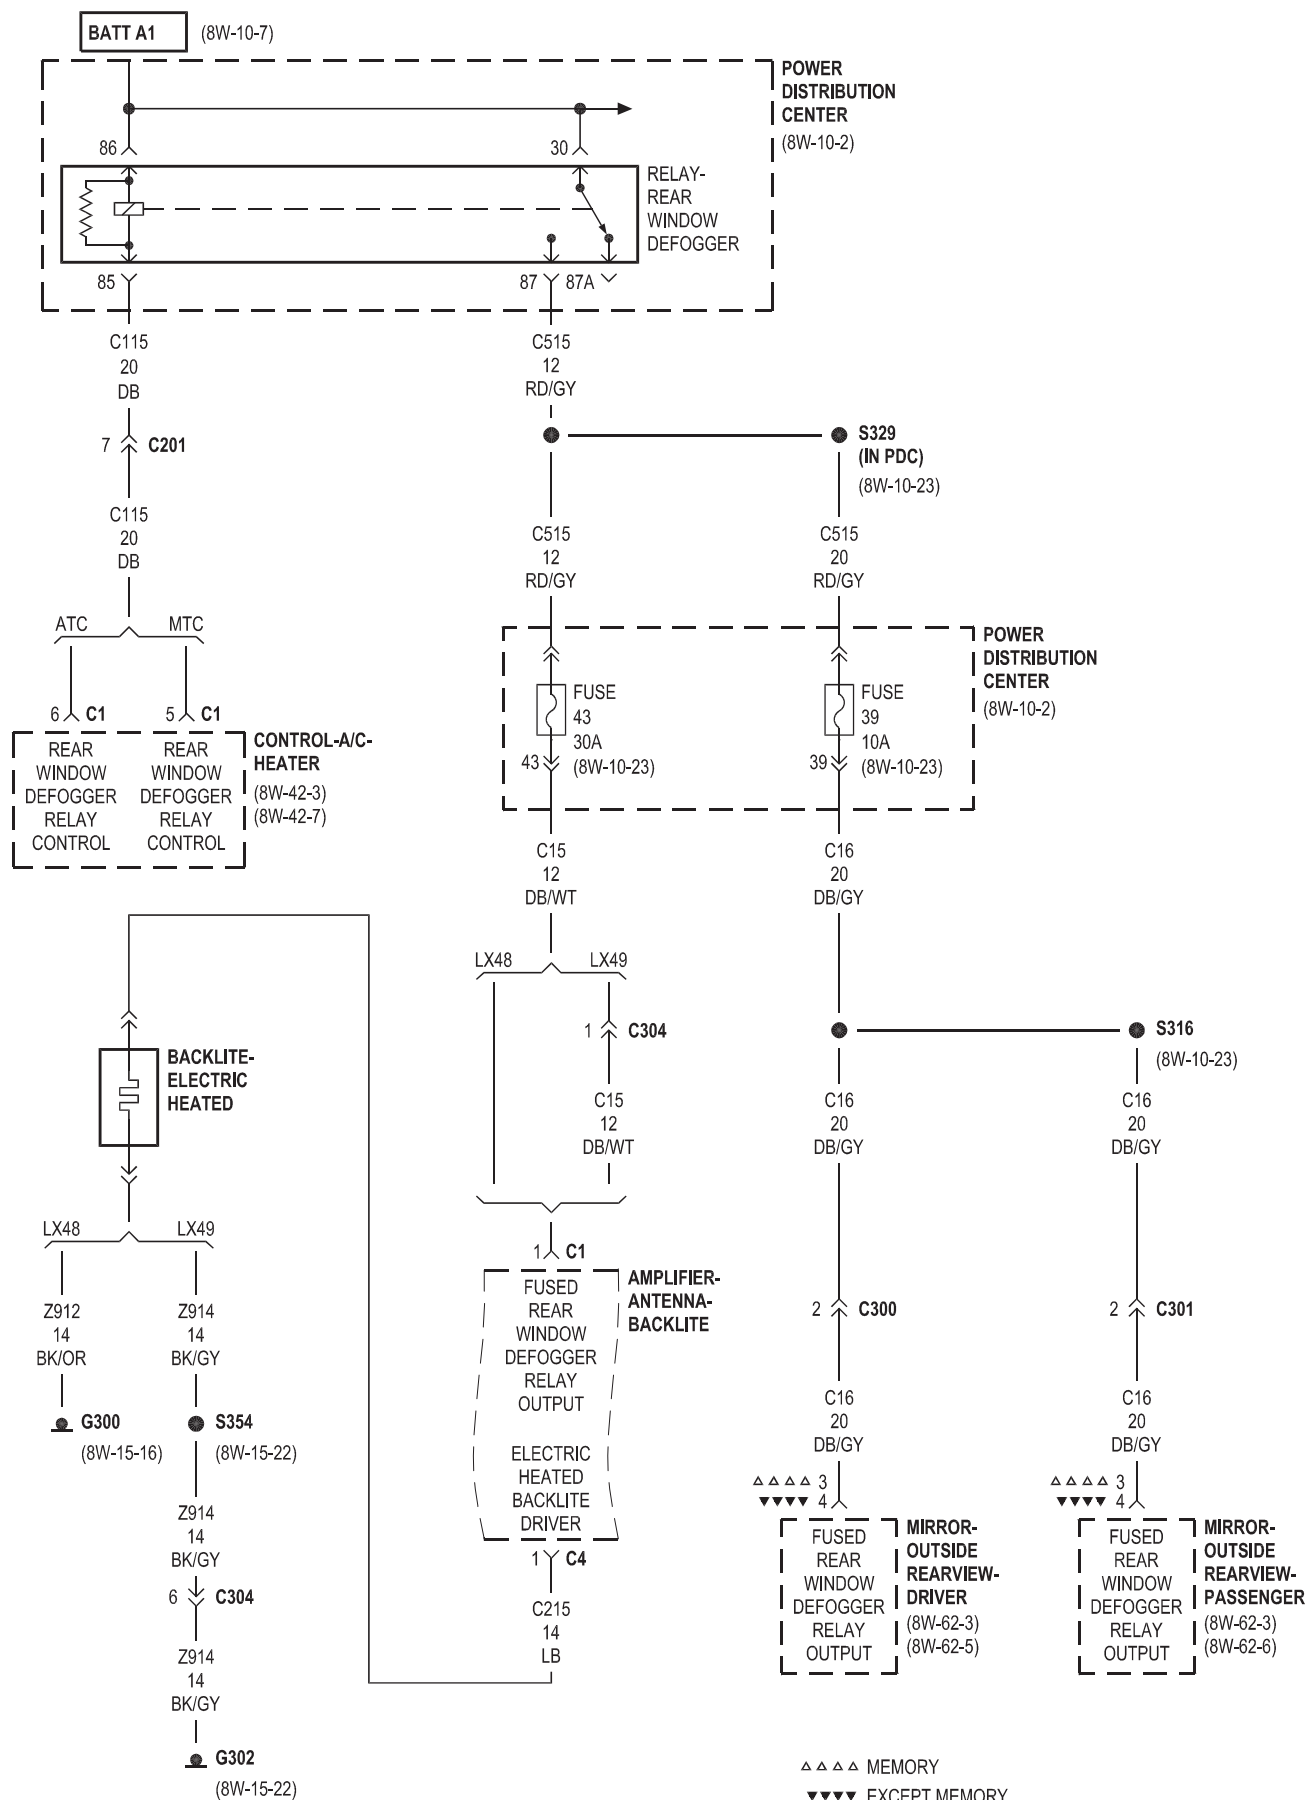 BATT A1 (8W-10-7)
POWER
DISTRIBUTION
CENTER
(8W-10-2)
86
30
RELAY-
REAR
WINDOW
DEFOGGER
85
87
87A
C115
20
DB
C515
12
RD/GY
7 C201
S329
(IN PDC)
(8W-10-23)
C115
20
DB
C515
12
RD/GY
C515
20
RD/GY
ATC
MTC
6 C1
5 C1
REAR
WINDOW
DEFOGGER
RELAY
CONTROL
REAR
WINDOW
DEFOGGER
RELAY
CONTROL
CONTROL-A/C-
HEATER
(8W-42-3)
(8W-42-7)
POWER
DISTRIBUTION
CENTER
(8W-10-2)
FUSE
43
30A
(8W-10-23)
43
FUSE
39
10A
(8W-10-23)
39
C15
12
DB/WT
C16
20
DB/GY
LX48
LX49
1 C304
C15
12
DB/WT
S316
(8W-10-23)
BACKLITE-
ELECTRIC
HEATED
C16
20
DB/GY
C16
20
DB/GY
LX48
LX49
Z912
14
BK/OR
Z914
14
BK/GY
G300
(8W-15-16)
S354
(8W-15-22)
Z914
14
BK/GY
6 C304
Z914
14
BK/GY
G302
(8W-15-22)
1 C1
AMPLIFIER-
ANTENNA-
BACKLITE
FUSED
REAR
WINDOW
DEFOGGER
RELAY
OUTPUT
ELECTRIC
HEATED
BACKLITE
DRIVER
1 C4
C215
14
LB
2 C300
2 C301
C16
20
DB/GY
C16
20
DB/GY
3
4
3
4
FUSED
REAR
WINDOW
DEFOGGER
RELAY
OUTPUT
MIRROR-
OUTSIDE
REARVIEW-
DRIVER
(8W-62-3)
(8W-62-5)
FUSED
REAR
WINDOW
DEFOGGER
RELAY
OUTPUT
MIRROR-
OUTSIDE
REARVIEW-
PASSENGER
(8W-62-3)
(8W-62-6)
MEMORY
EXCEPT MEMORY